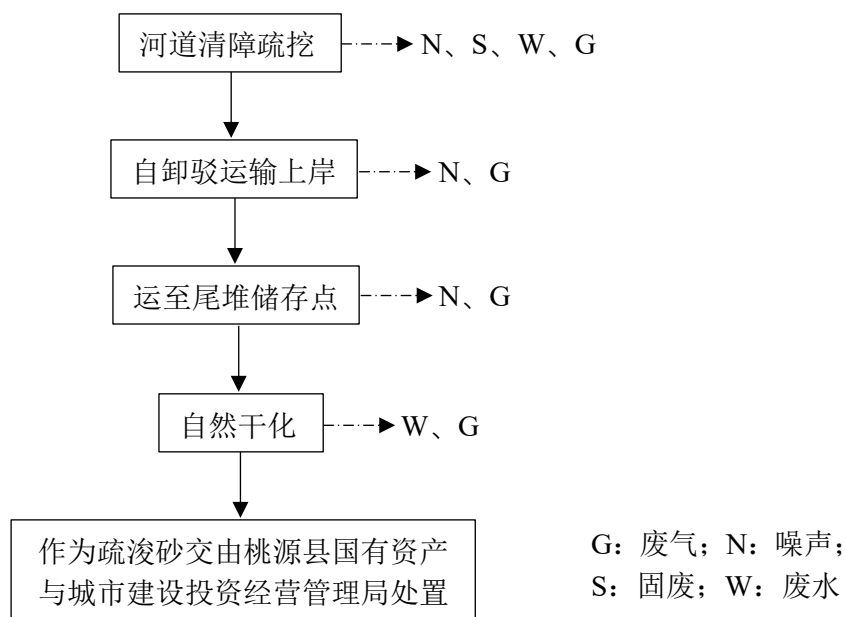 河道清障疏挖
N、S、W、G
自卸驳运输上岸
N、G
运至尾堆储存点
N、G
自然干化
W、G
作为疏浚砂交由桃源县国有资产
与城市建设投资经营管理局处置
G：废气；N：噪声；
S：固废；W：废水